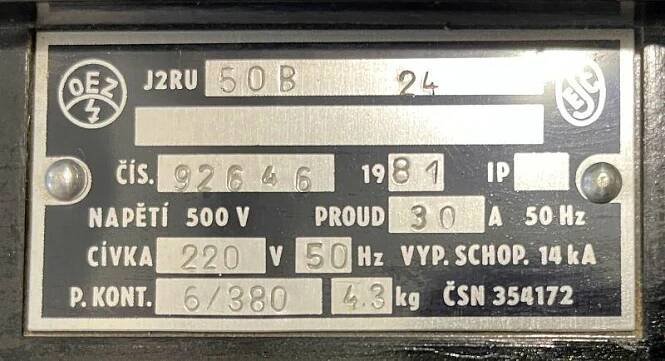 OEZ J2RU 50B 24 ESC
ČÍS. 92646 1981 IP
NAPĚTÍ 500 V PROUD 30 A 50 Hz
CÍVKA 220 V 50 Hz VYP. SCHOP. 14 kA
P. KONT. 6/380 4.3 kg ČSN 354172